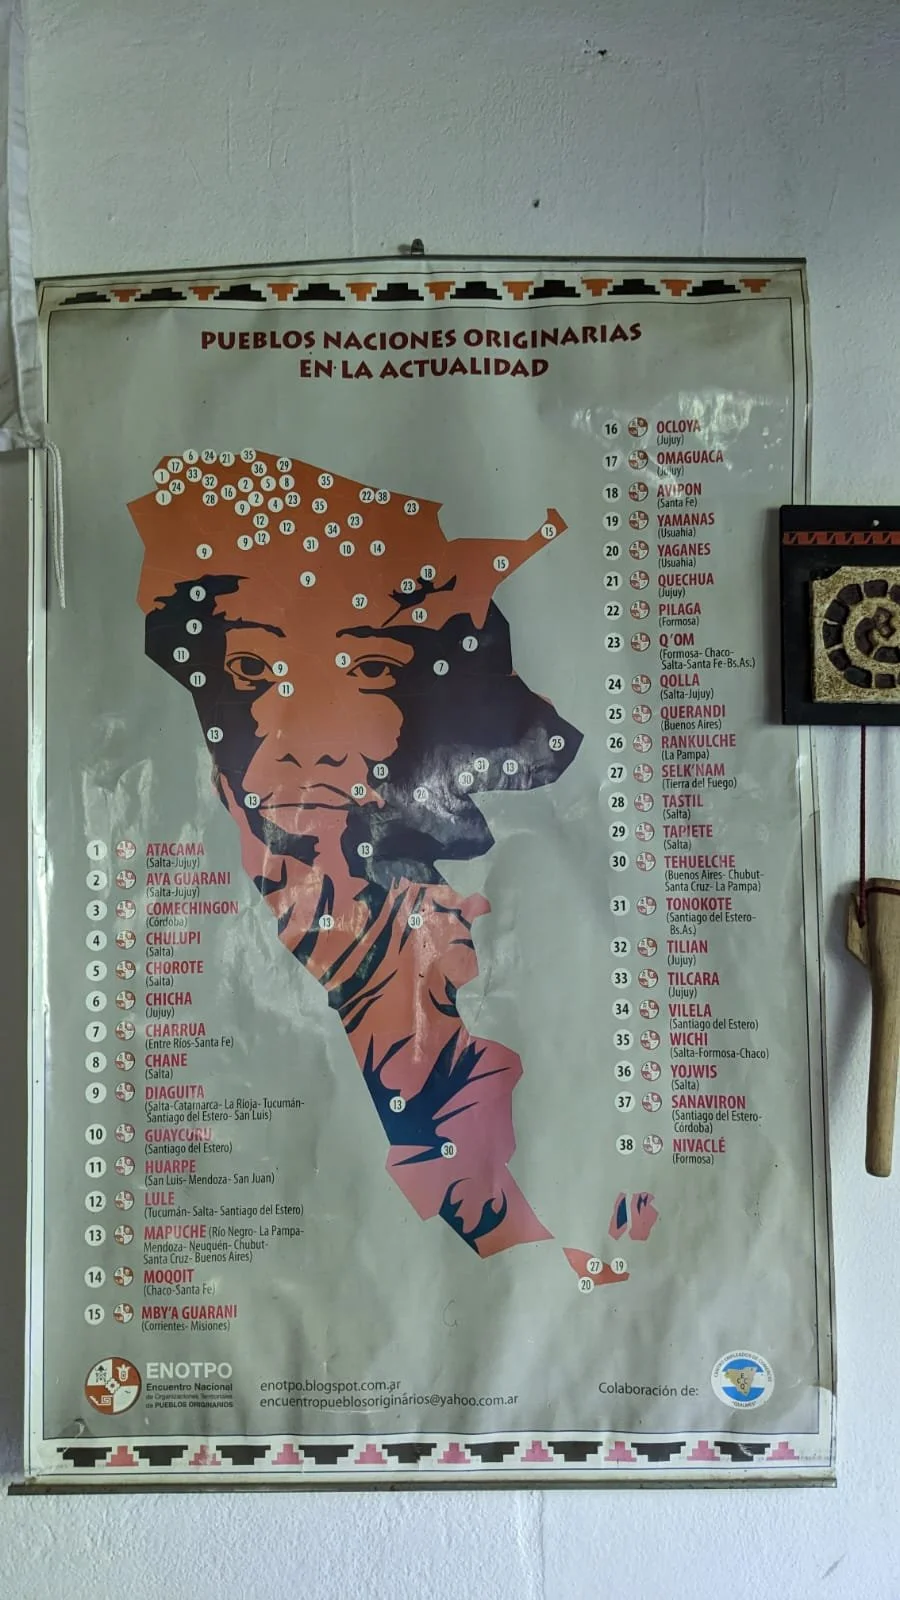 PUEBLOS NACIONES ORIGINARIAS
EN LA ACTUALIDAD
1 ATACAMA
(Salta-Jujuy)
2 AVA GUARANI
(Salta-Jujuy)
3 COMECHINGON
(Córdoba)
4 CHULUPI
(Salta)
5 CHOROTE
(Salta)
6 CHICHA
(Jujuy)
7 CHARRUA
(Entre Ríos-Santa Fe)
8 CHANE
(Salta)
9 DIAGUITA
(Salta-Catamarca- La Rioja- Tucumán-
Santiago del Estero- San Luis)
10 GUAYCURU
(Santiago del Estero)
11 HUARPE
(San Luis- Mendoza- San Juan)
12 LULE
(Tucumán- Salta- Santiago del Estero)
13 MAPUCHE (Río Negro- La Pampa-
Mendoza- Neuquén- Chubut-
Santa Cruz- Buenos Aires)
14 MOQOIT
(Chaco-Santa Fe)
15 MBY'A GUARANI
(Corrientes- Misiones)
16 OCLOYA
(Jujuy)
17 OMAGUACA
(Jujuy)
18 AVIPON
(Santa Fe)
19 YAMANAS
(Usuahia)
20 YAGANES
(Usuahia)
21 QUECHUA
(Jujuy)
22 PILAGA
(Formosa)
23 Q'OM
(Formosa- Chaco-
Salta-Santa Fe-Bs.As.)
24 QOLLA
(Salta-Jujuy)
25 QUERANDI
(Buenos Aires)
26 RANKULCHE
(La Pampa)
27 SELK'NAM
(Tierra del Fuego)
28 TASTIL
(Salta)
29 TAPIETE
(Salta)
30 TEHUELCHE
(Buenos Aires- Chubut-
Santa Cruz- La Pampa)
31 TONOKOTE
(Santiago del Estero-
Bs.As.)
32 TILIAN
(Jujuy)
33 TILCARA
(Jujuy)
34 VILELA
(Santiago del Estero)
35 WICHI
(Salta-Formosa-Chaco)
36 YOJWIS
(Salta)
37 SANAVIRON
(Santiago del Estero-
Córdoba)
38 NIVACLÉ
(Formosa)
ENOTPO
Encuentro Nacional
de Organizaciones Territoriales
de PUEBLOS ORIGINARIOS
enotpo.blogspot.com.ar
encuentropueblosoriginários@yahoo.com.ar
Colaboración de: